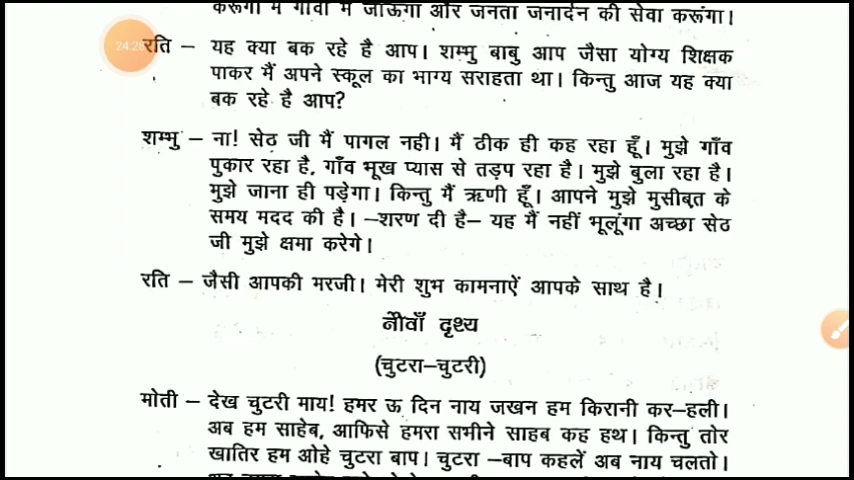 करूंगा मैं गांवों में जाऊंगा और जनता जनार्दन की सेवा करूंगा।
24:28
रति – यह क्या बक रहे है आप। शम्भु बाबु आप जैसा योग्य शिक्षक
पाकर मैं अपने स्कूल का भाग्य सराहता था। किन्तु आज यह क्या
बक रहे है आप?
शम्भु – ना! सेठ जी मैं पागल नही। मैं ठीक ही कह रहा हूँ। मुझे गाँव
पुकार रहा है, गाँव भूख प्यास से तड़प रहा है। मुझे बुला रहा है।
मुझे जाना ही पड़ेगा। किन्तु मैं ऋणी हूँ। आपने मुझे मुसीबत के
समय मदद की है। –शरण दी है– यह मैं नहीं भूलूंगा अच्छा सेठ
जी मुझे क्षमा करेगे।
रति – जैसी आपकी मरजी। मेरी शुभ कामनाऐं आपके साथ है।
नौवाँ दृश्य
(चुटरा–चुटरी)
मोती – देख चुटरी माय! हमर ऊ दिन नाय जखन हम किरानी कर–हली।
अब हम साहेब, आफिसे हमरा सभीने साहब कह हथ। किन्तु तोर
खातिर हम ओहे चुटरा बाप। चुटरा –बाप कहलें अब नाय चलतो।